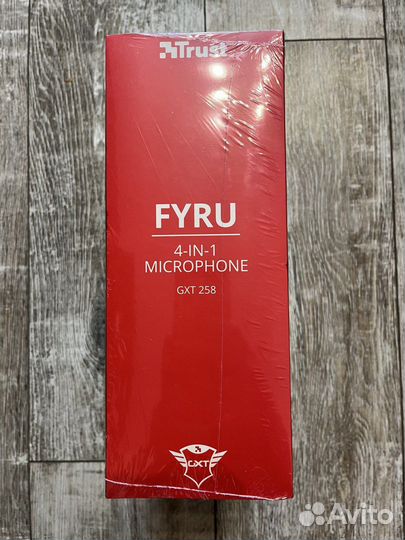 Trust
FYRU
4-IN-1
MICROPHONE
GXT 258
GXT
Avito